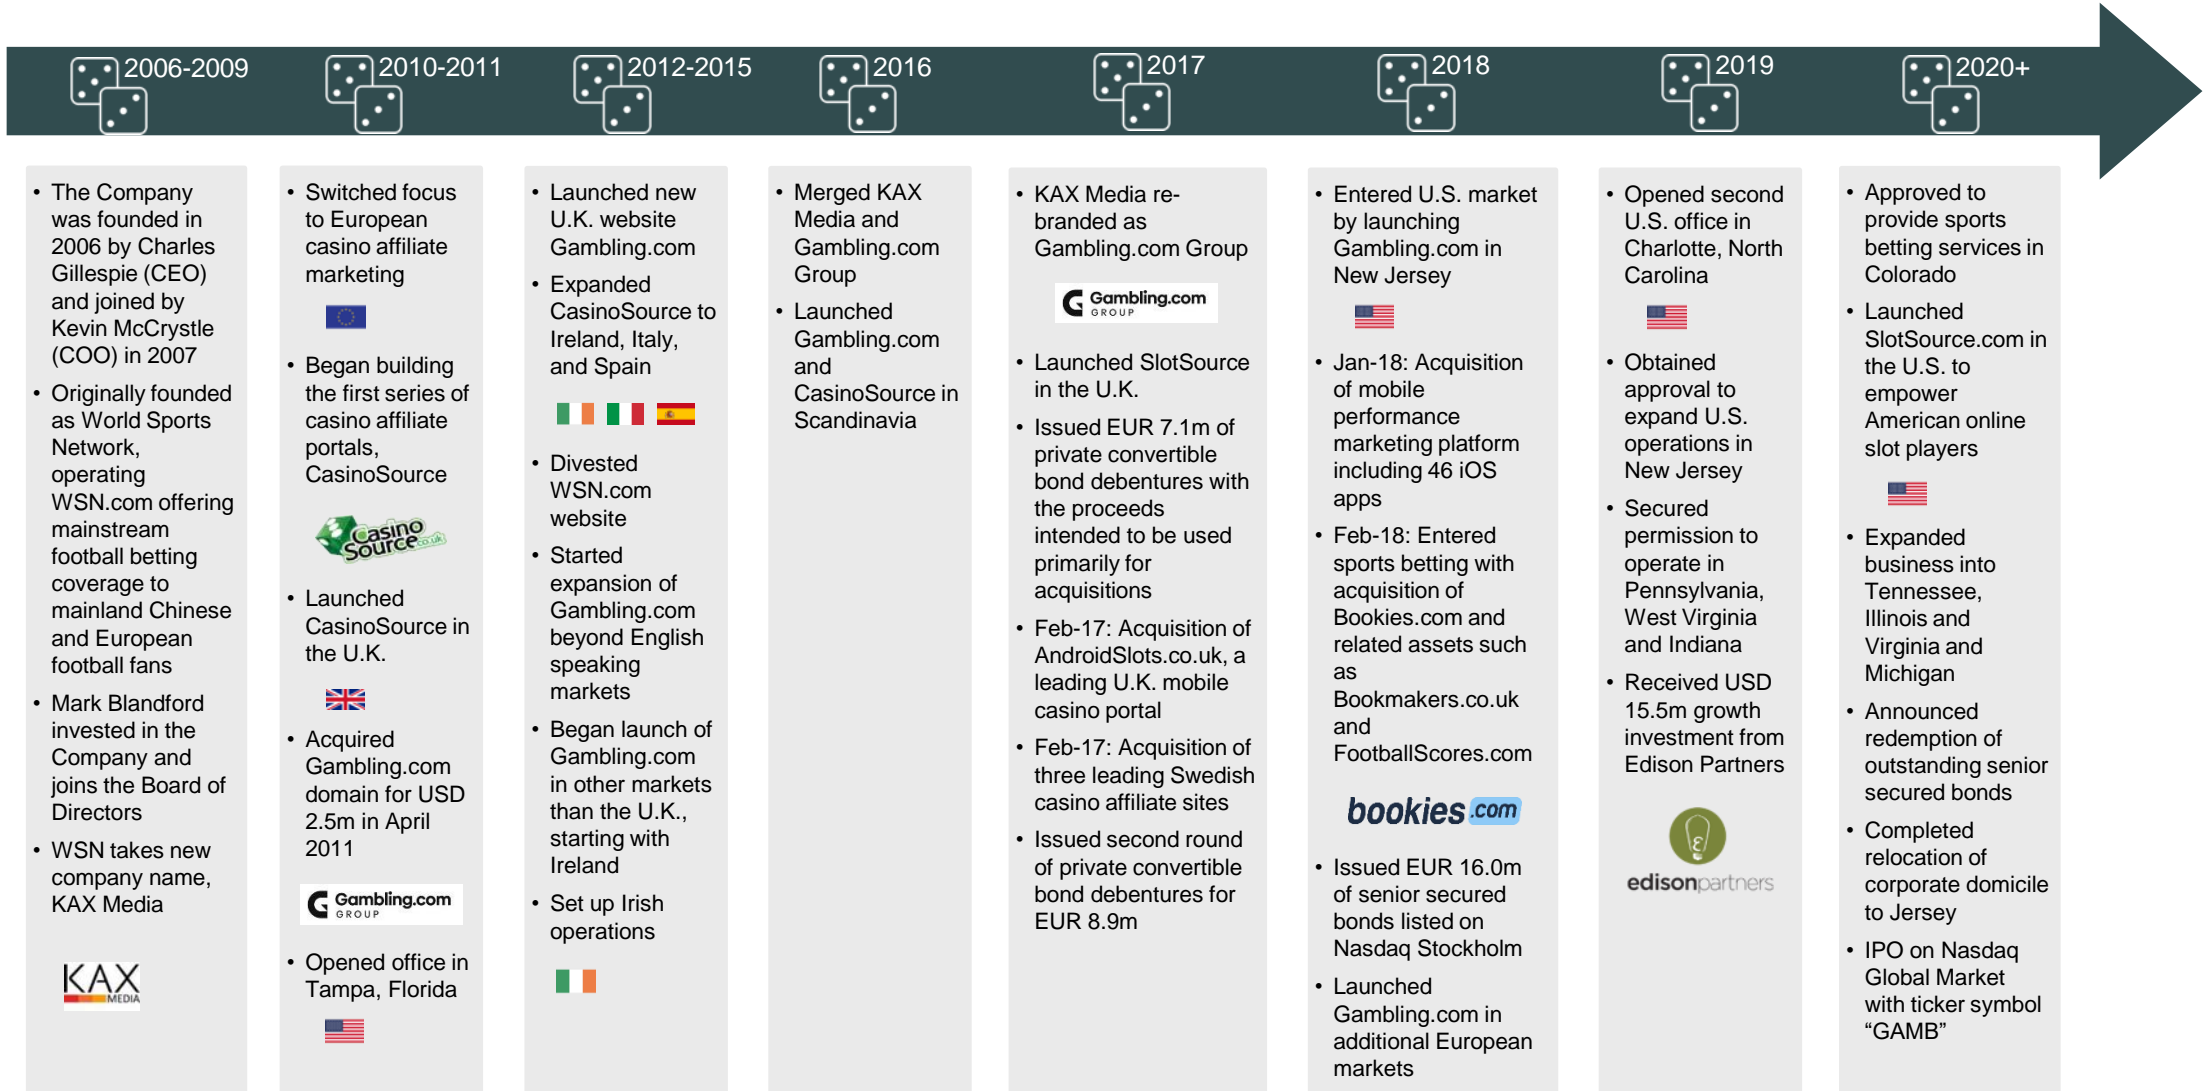 2006-2009
2010-2011
2012-2015
2016
2017
2018
2019
2020+
• The Company
was founded in
2006 by Charles
Gillespie (CEO)
and joined by
Kevin McCrystle
(COO) in 2007
• Originally founded
as World Sports
Network,
operating
WSN.com offering
mainstream
football betting
coverage to
mainland Chinese
and European
football fans
• Mark Blandford
invested in the
Company and
joins the Board of
Directors
• WSN takes new
company name,
KAX Media
KAX
MEDIA
• Switched focus
to European
casino affiliate
marketing
• Began building
the first series of
casino affiliate
portals,
CasinoSource
Casino
Source.co.uk
• Launched
CasinoSource in
the U.K.
• Acquired
Gambling.com
domain for USD
2.5m in April
2011
Gambling.com
GROUP
• Opened office in
Tampa, Florida
• Launched new
U.K. website
Gambling.com
• Expanded
CasinoSource to
Ireland, Italy,
and Spain
• Divested
WSN.com
website
• Started
expansion of
Gambling.com
beyond English
speaking
markets
• Began launch of
Gambling.com
in other markets
than the U.K.,
starting with
Ireland
• Set up Irish
operations
• Merged KAX
Media and
Gambling.com
Group
• Launched
Gambling.com
and
CasinoSource in
Scandinavia
• KAX Media re-
branded as
Gambling.com Group
Gambling.com
GROUP
• Launched SlotSource
in the U.K.
• Issued EUR 7.1m of
private convertible
bond debentures with
the proceeds
intended to be used
primarily for
acquisitions
• Feb-17: Acquisition of
AndroidSlots.co.uk, a
leading U.K. mobile
casino portal
• Feb-17: Acquisition of
three leading Swedish
casino affiliate sites
• Issued second round
of private convertible
bond debentures for
EUR 8.9m
• Entered U.S. market
by launching
Gambling.com in
New Jersey
• Jan-18: Acquisition
of mobile
performance
marketing platform
including 46 iOS
apps
• Feb-18: Entered
sports betting with
acquisition of
Bookies.com and
related assets such
as
Bookmakers.co.uk
and
FootballScores.com
bookies.com
• Issued EUR 16.0m
of senior secured
bonds listed on
Nasdaq Stockholm
• Launched
Gambling.com in
additional European
markets
• Opened second
U.S. office in
Charlotte, North
Carolina
• Obtained
approval to
expand U.S.
operations in
New Jersey
• Secured
permission to
operate in
Pennsylvania,
West Virginia
and Indiana
• Received USD
15.5m growth
investment from
Edison Partners
edisonpartners
• Approved to
provide sports
betting services in
Colorado
• Launched
SlotSource.com in
the U.S. to
empower
American online
slot players
• Expanded
business into
Tennessee,
Illinois and
Virginia and
Michigan
• Announced
redemption of
outstanding senior
secured bonds
• Completed
relocation of
corporate domicile
to Jersey
• IPO on Nasdaq
Global Market
with ticker symbol
“GAMB”